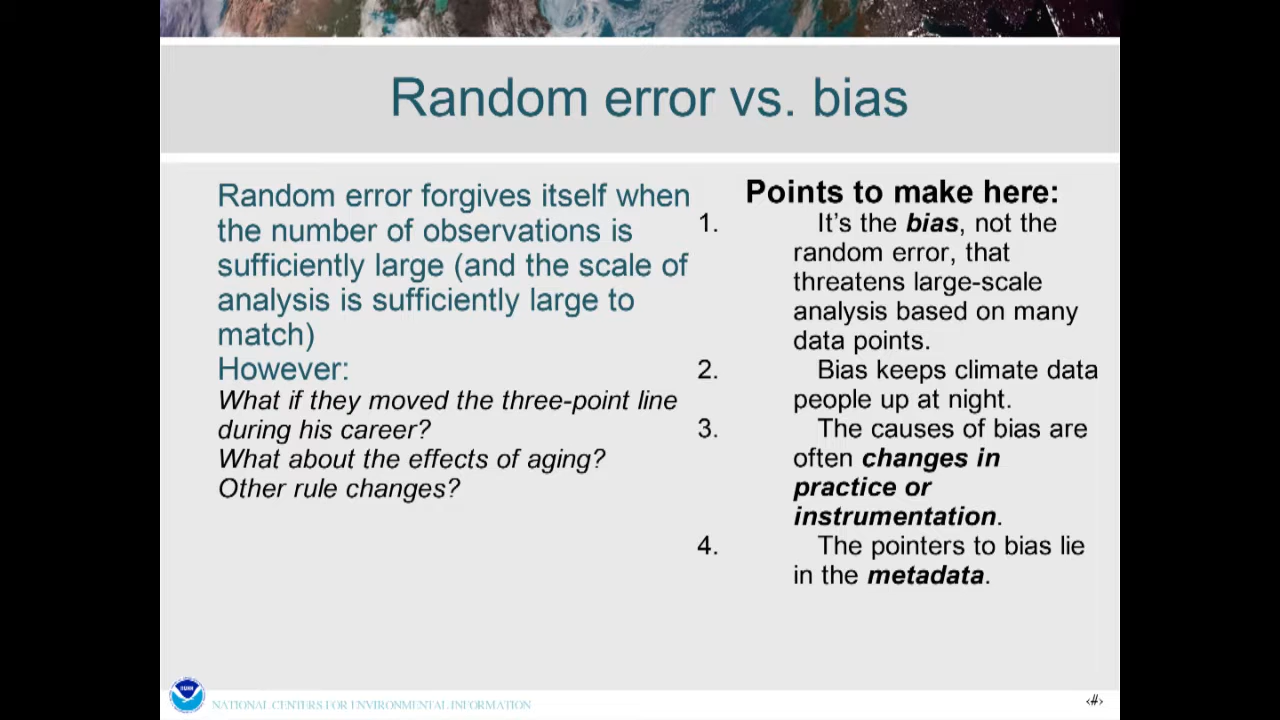 Random error vs. bias
Random error forgives itself when
the number of observations is
sufficiently large (and the scale of
analysis is sufficiently large to
match)
However:
What if they moved the three-point line
during his career?
What about the effects of aging?
Other rule changes?
Points to make here:
1. It’s the bias, not the
random error, that
threatens large-scale
analysis based on many
data points.
2. Bias keeps climate data
people up at night.
3. The causes of bias are
often changes in
practice or
instrumentation.
4. The pointers to bias lie
in the metadata.
NATIONAL CENTERS FOR ENVIRONMENTAL INFORMATION
‹#›